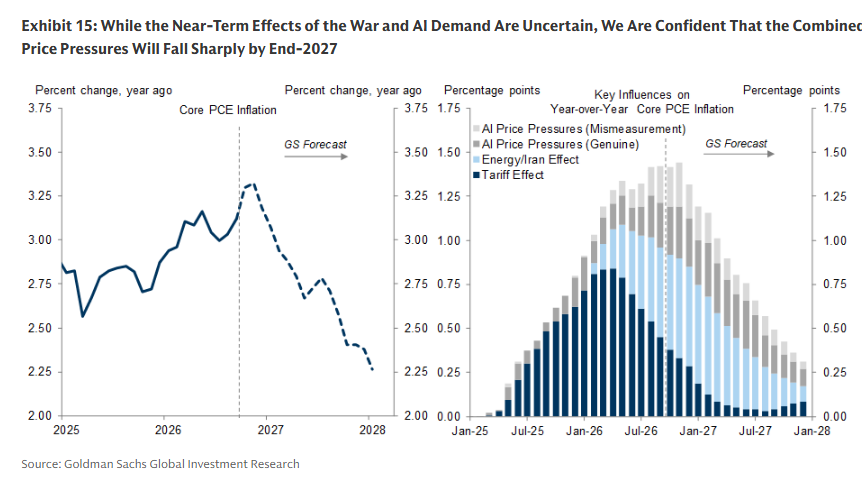 Exhibit 15: While the Near-Term Effects of the War and AI Demand Are Uncertain, We Are Confident That the Combined
Price Pressures Will Fall Sharply by End-2027
Percent change, year ago
Percent change, year ago
Core PCE Inflation
GS Forecast
3.75
3.50
3.25
3.00
2.75
2.50
2.25
2.00
3.75
3.50
3.25
3.00
2.75
2.50
2.25
2.00
2025
2026
2027
2028
Percentage points
Percentage points
Key Influences on
Year-over-Year Core PCE Inflation
AI Price Pressures (Mismeasurement)
AI Price Pressures (Genuine)
Energy/Iran Effect
Tariff Effect
GS Forecast
1.75
1.50
1.25
1.00
0.75
0.50
0.25
0.00
1.75
1.50
1.25
1.00
0.75
0.50
0.25
0.00
Jan-25
Jul-25
Jan-26
Jul-26
Jan-27
Jul-27
Jan-28
Source: Goldman Sachs Global Investment Research